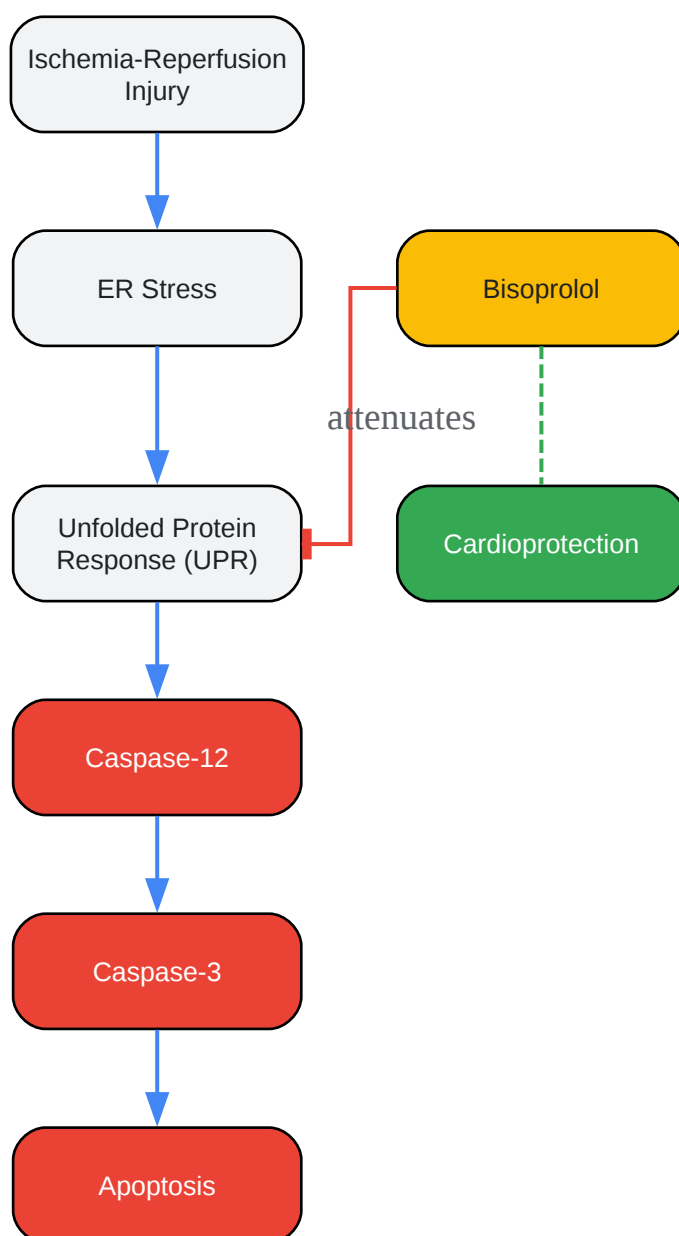 Ischemia-Reperfusion
Injury
ER Stress
Bisoprolol
attenuates
Unfolded Protein
Response (UPR)
Cardioprotection
Caspase-12
Caspase-3
Apoptosis